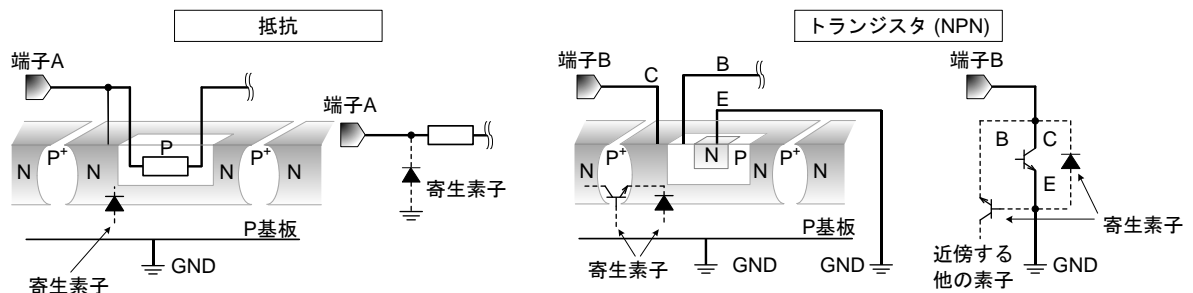 抵抗
トランジスタ (NPN)
端子A
端子A
P
N
P+
N
N
P+
N
寄生素子
P基板
GND
寄生素子
端子B
C
B
E
P+
N
N
N
P
N
P+
N
P基板
GND
GND
寄生素子
端子B
B
C
E
寄生素子
近傍する
他の素子
GND